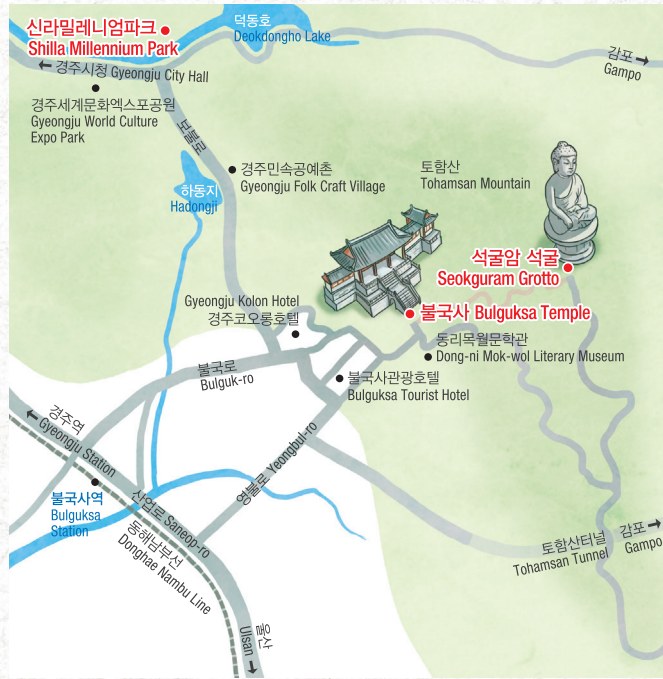 신라밀레니엄파크
Shilla Millennium Park
덕동호
Deokdongho Lake
감포
Gampo
경주시청 Gyeongju City Hall
경주세계문화엑스포공원
Gyeongju World Culture
Expo Park
보불로
경주민속공예촌
Gyeongju Folk Craft Village
토함산
Tohamsan Mountain
하동지
Hadongji
석굴암 석굴
Seokguram Grotto
Gyeongju Kolon Hotel
경주코오롱호텔
불국사 Bulguksa Temple
동리목월문학관
Dong-ni Mok-wol Literary Museum
불국로
Bulguk-ro
불국사관광호텔
Bulguksa Tourist Hotel
경주역
Gyeongju Station
영불로 Yeongbul-ro
불국사역
Bulguksa
Station
산업로 Saneop-ro
동해남부선
Donghae Nambu Line
토함산터널
Tohamsan Tunnel
감포
Gampo
울산
Ulsan